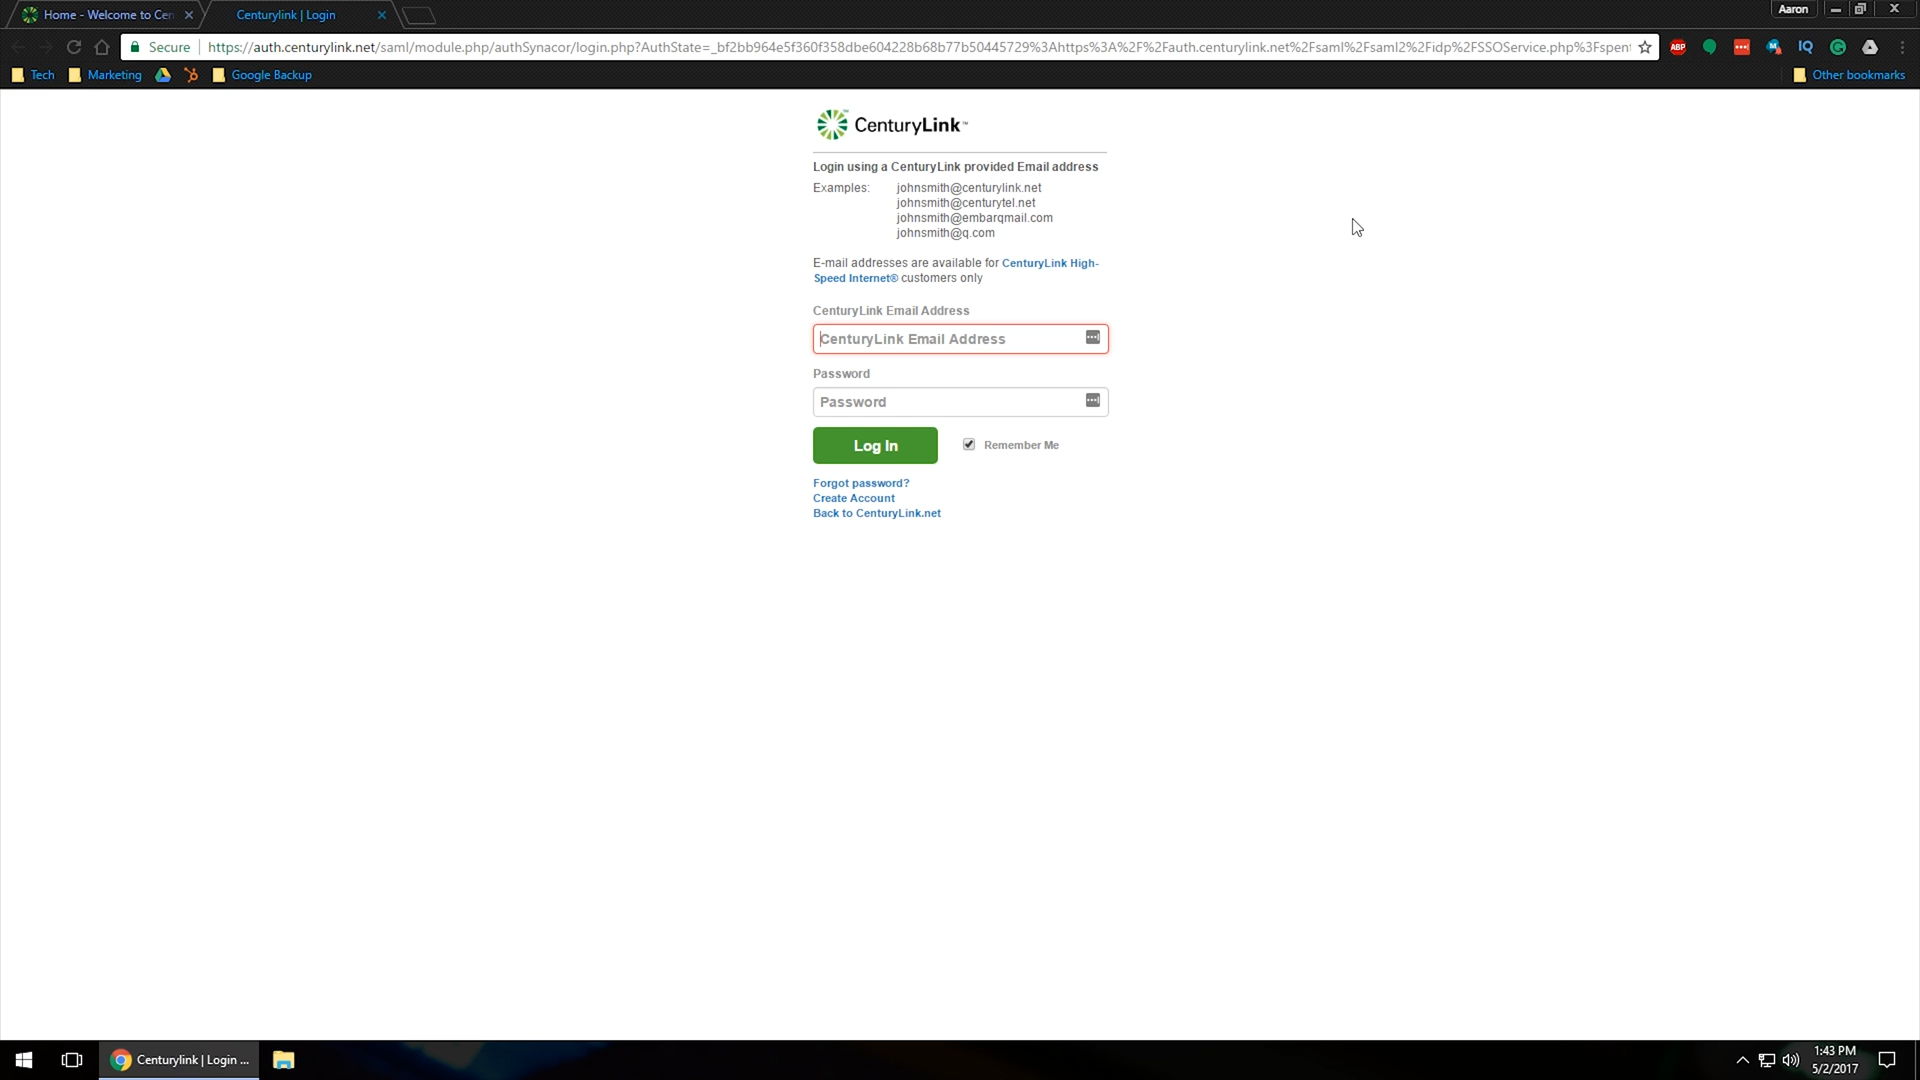 Home - Welcome to Cen
Centurylink | Login
Aaron
Secure
https://auth.centurylink.net/saml/module.php/authSynacor/login.php?AuthState=_bf2bb964e5f360f358dbe604228b68b77b50445729%3Ahttps%3A%2F%2Fauth.centurylink.net%2Fsaml%2Fsaml2%2Fidp%2FSSOService.php%3Fspent
ABP
IQ
Tech
Marketing
Google Backup
Other bookmarks
CenturyLink™
Login using a CenturyLink provided Email address
Examples:
johnsmith@centurylink.net
johnsmith@centurytel.net
johnsmith@embarqmail.com
johnsmith@q.com
E-mail addresses are available for CenturyLink High-
Speed Internet® customers only
CenturyLink Email Address
CenturyLink Email Address
Password
Password
Log In
Remember Me
Forgot password?
Create Account
Back to CenturyLink.net
Centurylink | Login ...
1:43 PM
5/2/2017